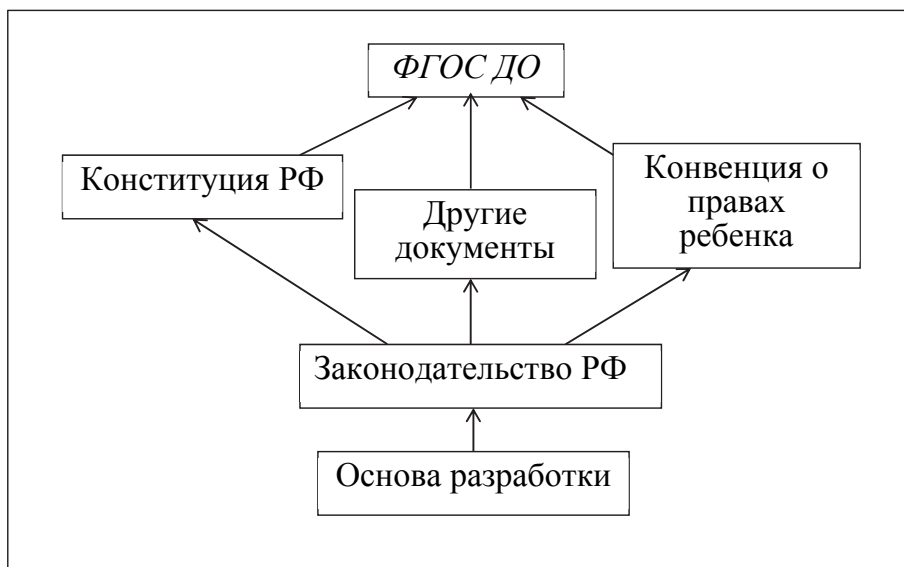 ФГОС ДО
Конституция РФ
Другие
документы
Конвенция о
правах
ребенка
Законодательство РФ
Основа разработки